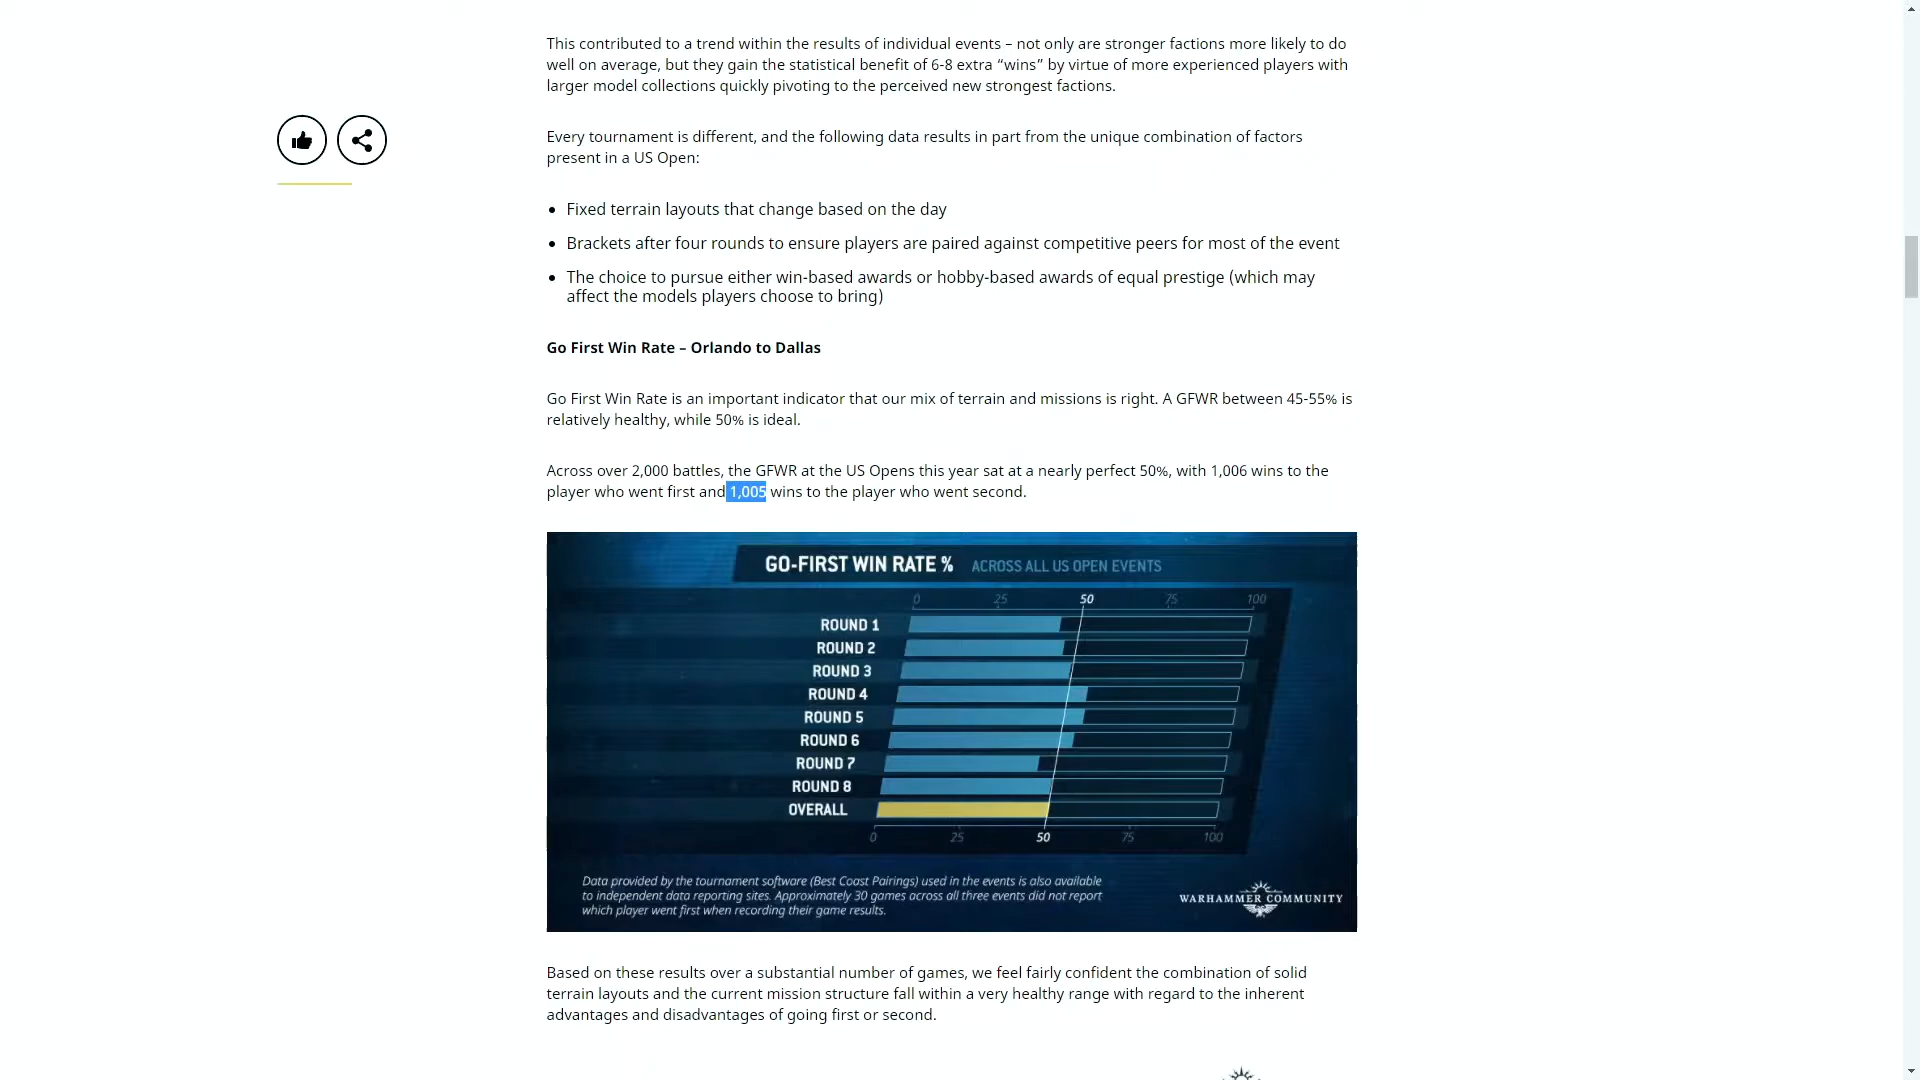 This contributed to a trend within the results of individual events – not only are stronger factions more likely to do
well on average, but they gain the statistical benefit of 6-8 extra “wins” by virtue of more experienced players with
larger model collections quickly pivoting to the perceived new strongest factions.
Every tournament is different, and the following data results in part from the unique combination of factors
present in a US Open:
• Fixed terrain layouts that change based on the day
• Brackets after four rounds to ensure players are paired against competitive peers for most of the event
• The choice to pursue either win-based awards or hobby-based awards of equal prestige (which may
affect the models players choose to bring)
Go First Win Rate – Orlando to Dallas
Go First Win Rate is an important indicator that our mix of terrain and missions is right. A GFWR between 45-55% is
relatively healthy, while 50% is ideal.
Across over 2,000 battles, the GFWR at the US Opens this year sat at a nearly perfect 50%, with 1,006 wins to the
player who went first and 1,005 wins to the player who went second.
GO-FIRST WIN RATE % ACROSS ALL US OPEN EVENTS
0 25 50 75 100
ROUND 1
ROUND 2
ROUND 3
ROUND 4
ROUND 5
ROUND 6
ROUND 7
ROUND 8
OVERALL
0 25 50 75 100
Data provided by the tournament software (Best Coast Pairings) used in the events is also available
to independent data reporting sites. Approximately 30 games across all three events did not report
which player went first when recording their game results.
WARHAMMER COMMUNITY
Based on these results over a substantial number of games, we feel fairly confident the combination of solid
terrain layouts and the current mission structure fall within a very healthy range with regard to the inherent
advantages and disadvantages of going first or second.